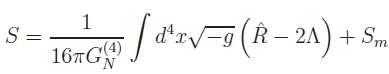 S = \frac{1}{16\pi G_N^{(4)}} \int d^4x \sqrt{-g} \left( \hat{R} - 2\Lambda \right) + S_m